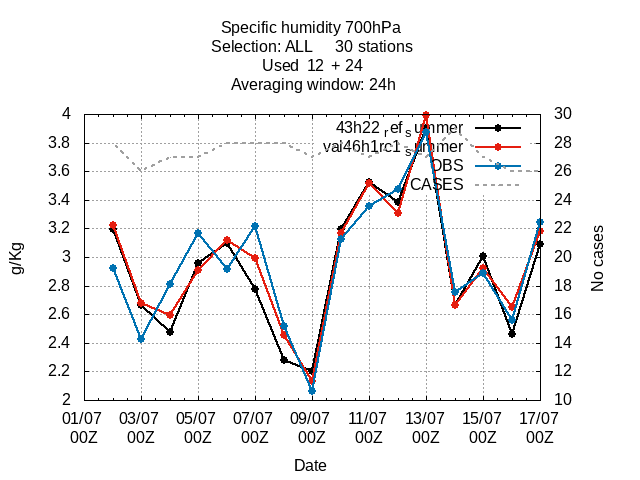 Specific humidity 700hPa
Selection: ALL 30 stations
Used 12 + 24
Averaging window: 24h
4 30
3.8 28
3.6 26
3.4 24
3.2 22
3 20
2.8 18
2.6 16
2.4 14
2.2 12
2 10
43h22_ref_summer
val46h1rc1_summer
OBS
CASES
g/Kg
No cases
01/07 03/07 05/07 07/07 09/07 11/07 13/07 15/07 17/07
00Z 00Z 00Z 00Z 00Z 00Z 00Z 00Z 00Z
Date